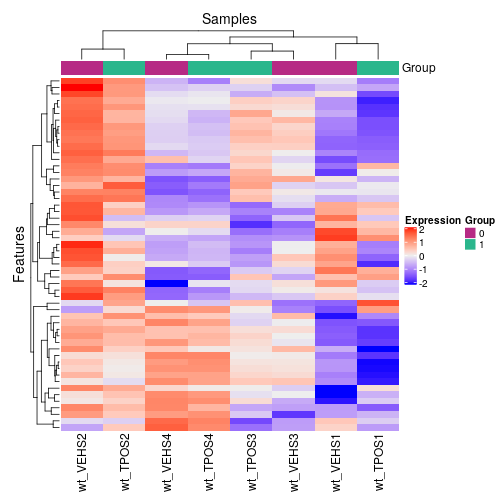 Samples
Group
Features
Expression
2
1
0
-1
-2
Group
0
1
wt_VEHS2
wt_TPOS2
wt_VEHS4
wt_TPOS4
wt_TPOS3
wt_VEHS3
wt_VEHS1
wt_TPOS1